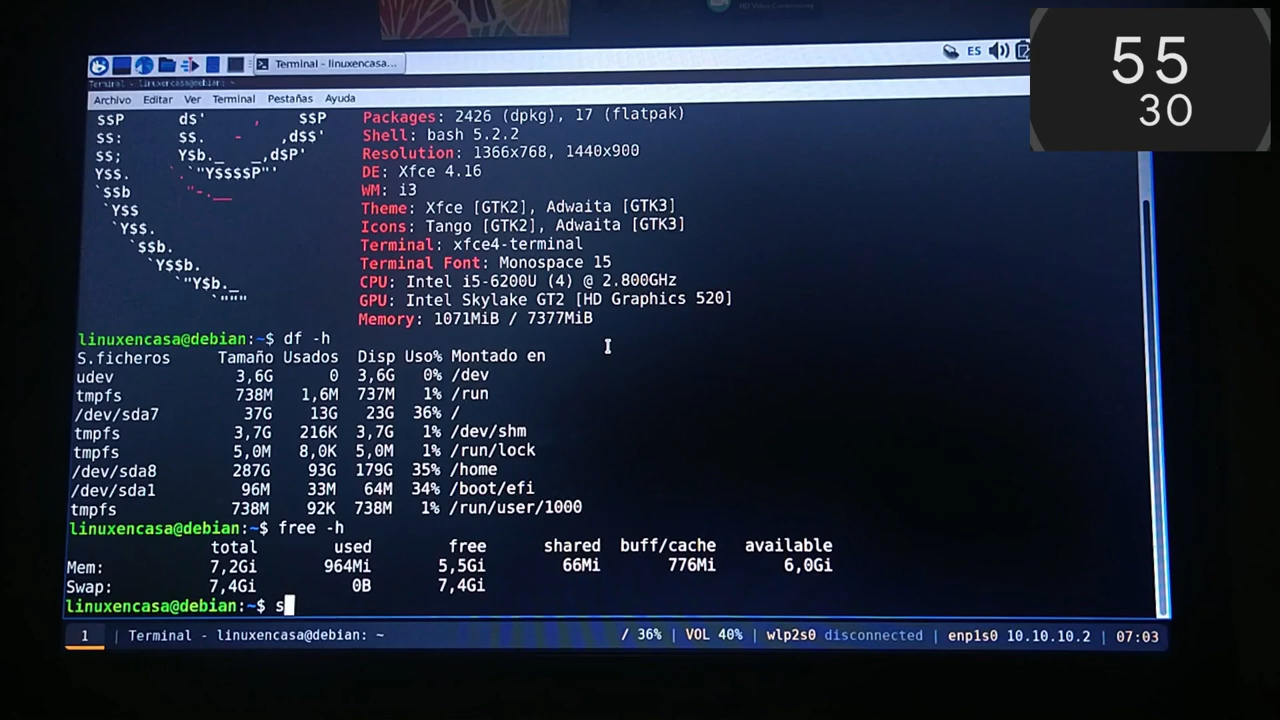 HD Video Conferencing
55
30
Terminal - linuxencasa...
ES
Terminal - linuxencasa@debian: ~
Archivo Editar Ver Terminal Pestañas Ayuda
$$P d$' , $$P Packages: 2426 (dpkg), 17 (flatpak)
$$: $$. - ,d$$' Shell: bash 5.2.2
$$; Y$b._ _,d$P' Resolution: 1366x768, 1440x900
Y$$. `.`"Y$$$$P"' DE: Xfce 4.16
`$$b "-.__ WM: i3
`Y$$ Theme: Xfce [GTK2], Adwaita [GTK3]
`Y$$. Icons: Tango [GTK2], Adwaita [GTK3]
`$$b. Terminal: xfce4-terminal
`Y$$b. Terminal Font: Monospace 15
`"Y$b._ CPU: Intel i5-6200U (4) @ 2.800GHz
`""" GPU: Intel Skylake GT2 [HD Graphics 520]
Memory: 1071MiB / 7377MiB
linuxencasa@debian:~$ df -h
S.ficheros Tamaño Usados Disp Uso% Montado en
udev 3,6G 0 3,6G 0% /dev
tmpfs 738M 1,6M 737M 1% /run
/dev/sda7 37G 13G 23G 36% /
tmpfs 3,7G 216K 3,7G 1% /dev/shm
tmpfs 5,0M 8,0K 5,0M 1% /run/lock
/dev/sda8 287G 93G 179G 35% /home
/dev/sda1 96M 33M 64M 34% /boot/efi
tmpfs 738M 92K 738M 1% /run/user/1000
linuxencasa@debian:~$ free -h
total used free shared buff/cache available
Mem: 7,2Gi 964Mi 5,5Gi 66Mi 776Mi 6,0Gi
Swap: 7,4Gi 0B 7,4Gi
linuxencasa@debian:~$ s
1 | Terminal - linuxencasa@debian: ~ / 36% | VOL 40% | wlp2s0 disconnected | enp1s0 10.10.10.2 | 07:03